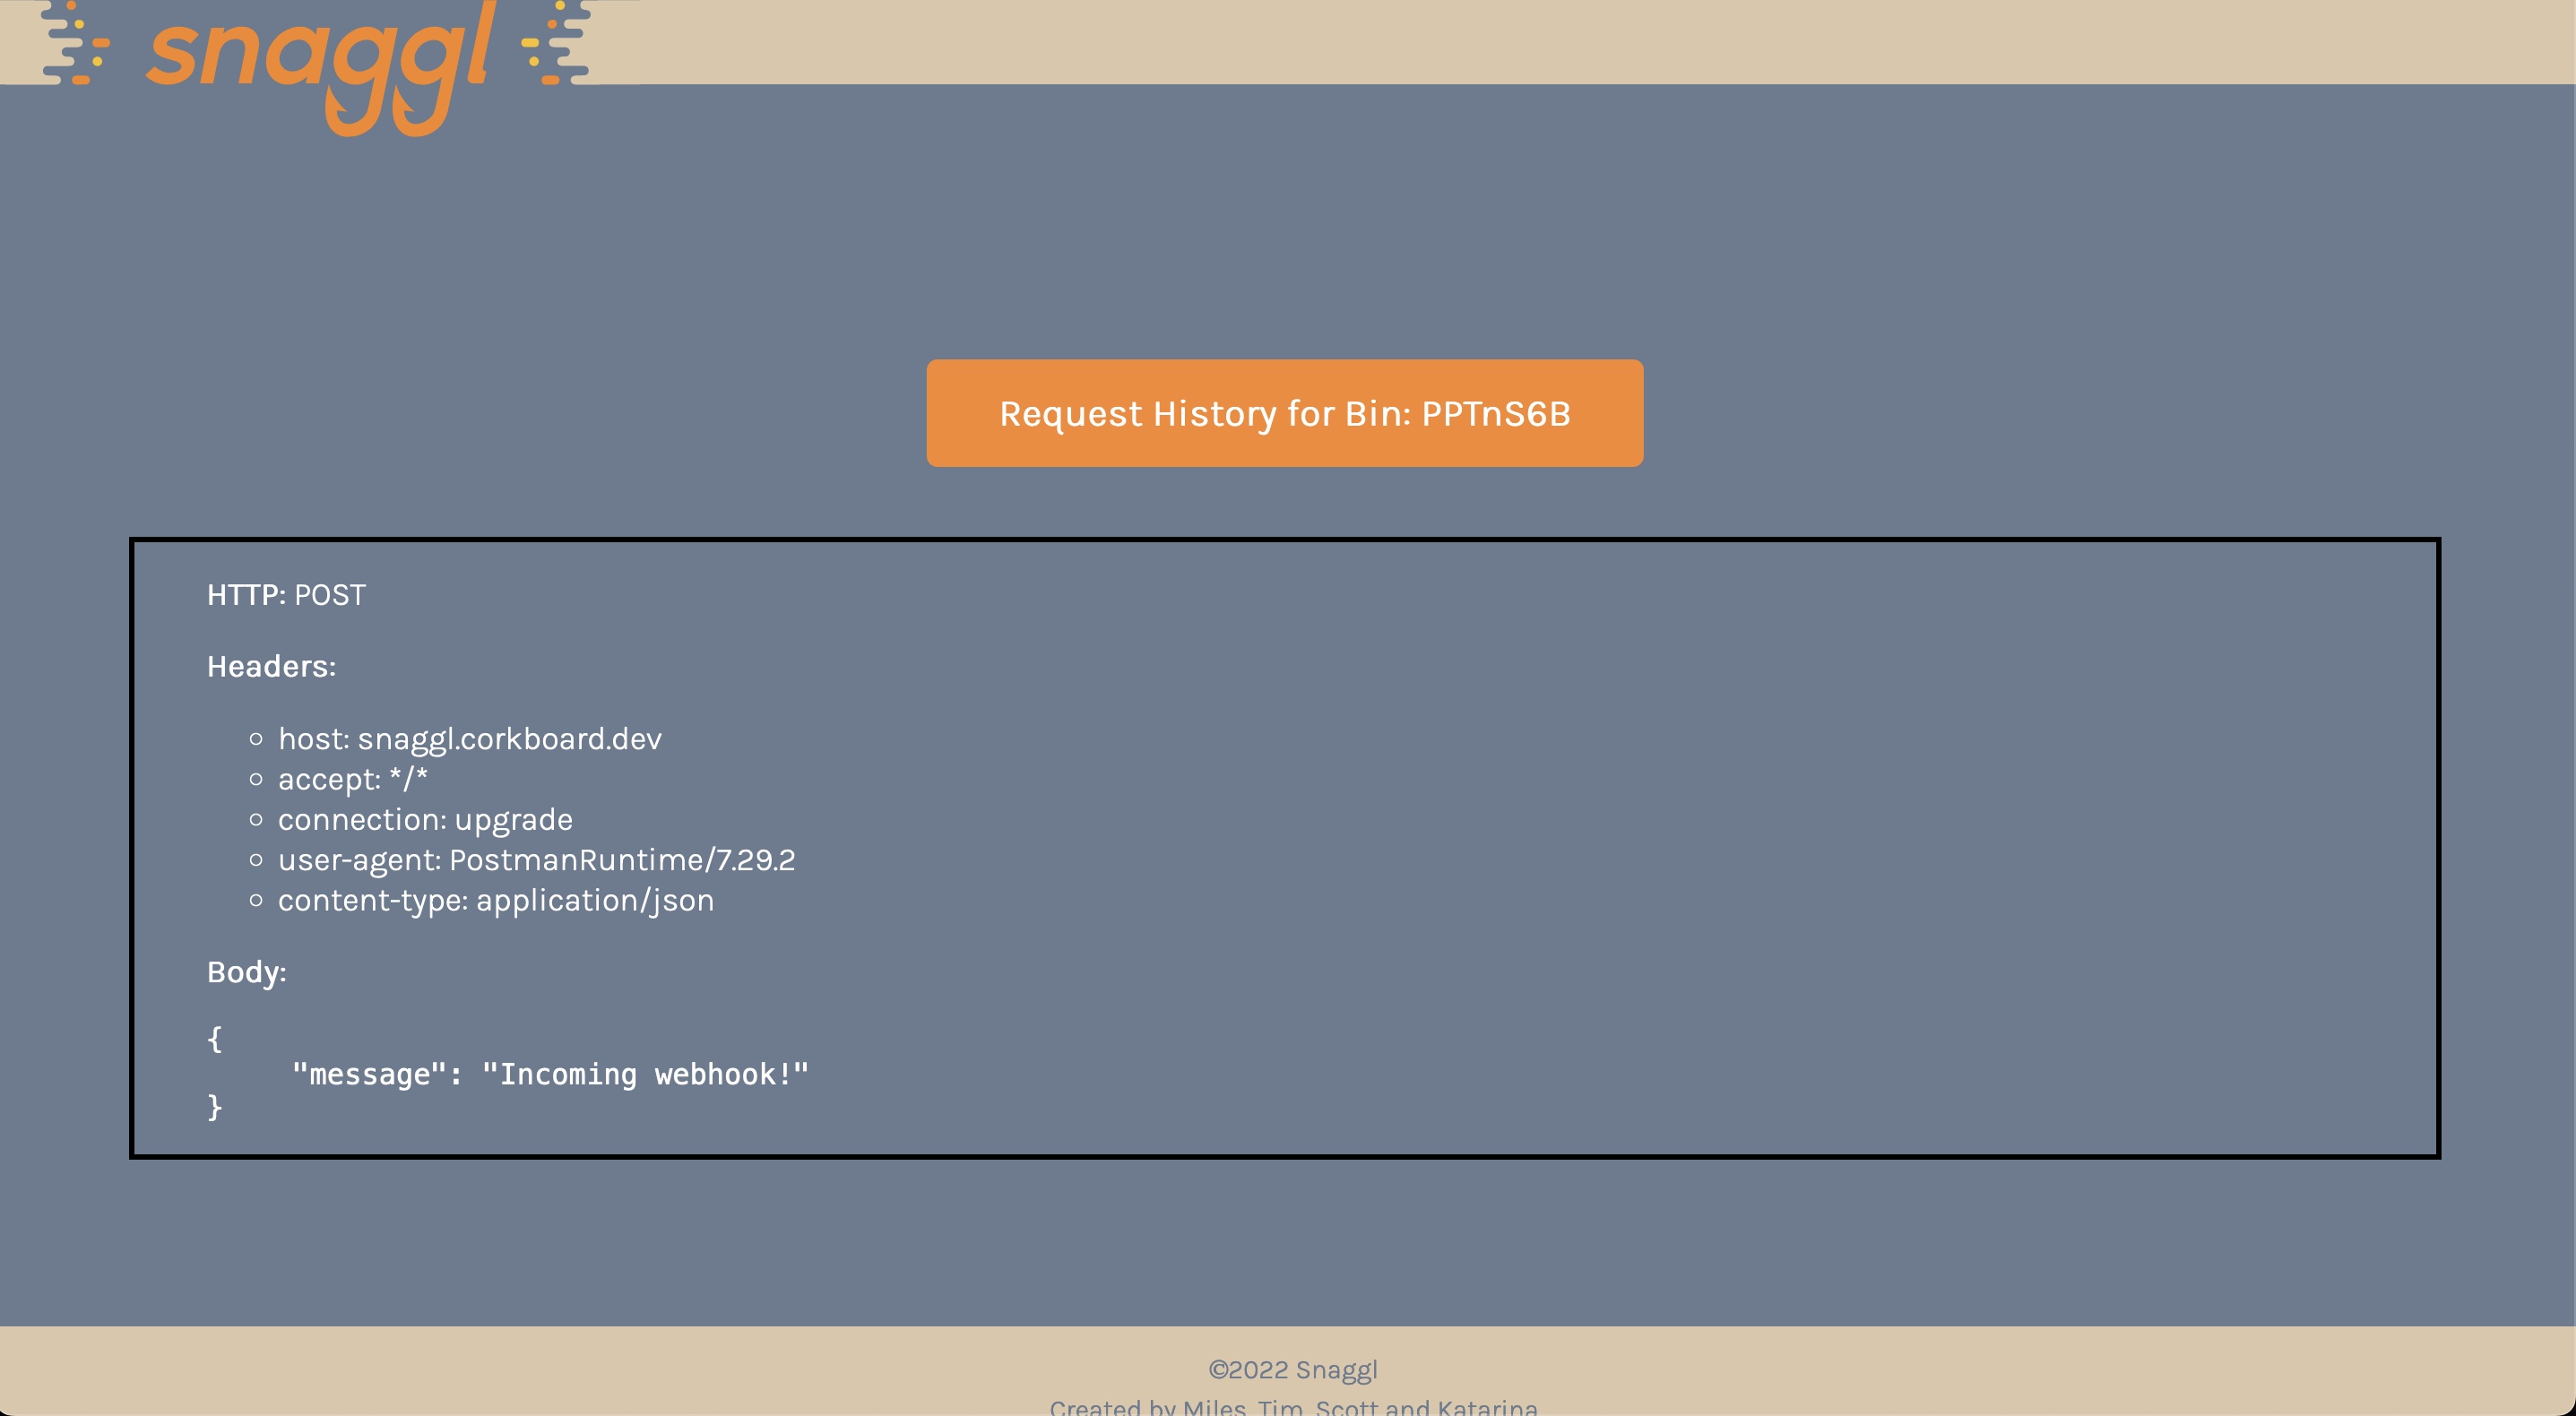 snaggl
Request History for Bin: PPTnS6B
HTTP: POST
Headers:
host: snaggl.corkboard.dev
accept: */*
connection: upgrade
user-agent: PostmanRuntime/7.29.2
content-type: application/json
Body:
{
"message": "Incoming webhook!"
}
©2022 Snaggl
Created by Miles, Tim, Scott and Katarina